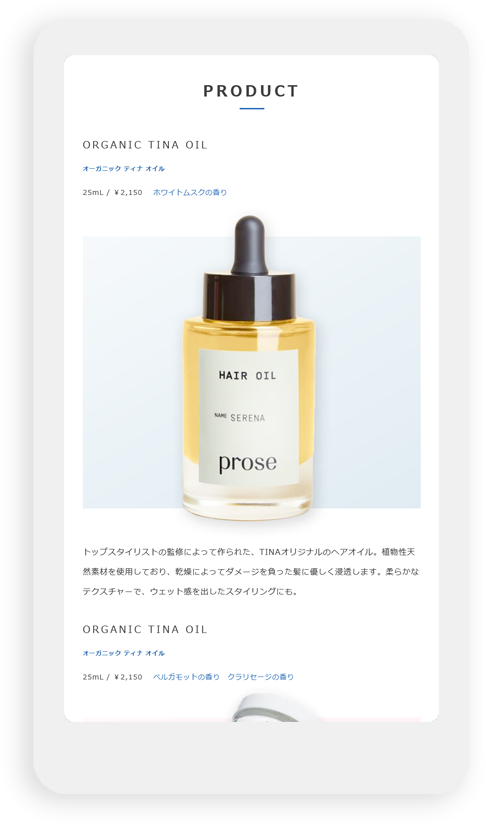 PRODUCT
ORGANIC TINA OIL
オーガニック ティナ オイル
25mL / ¥2,150 ホワイトムスクの香り
HAIR OIL
NAME SERENA
prose
トップスタイリストの監修によって作られた、TINAオリジナルのヘアオイル。植物性天
然素材を使用しており、乾燥によってダメージを負った髪に優しく浸透します。柔らかな
テクスチャーで、ウェット感を出したスタイリングにも。
ORGANIC TINA OIL
オーガニック ティナ オイル
25mL / ¥2,150 ベルガモットの香り クラリセージの香り